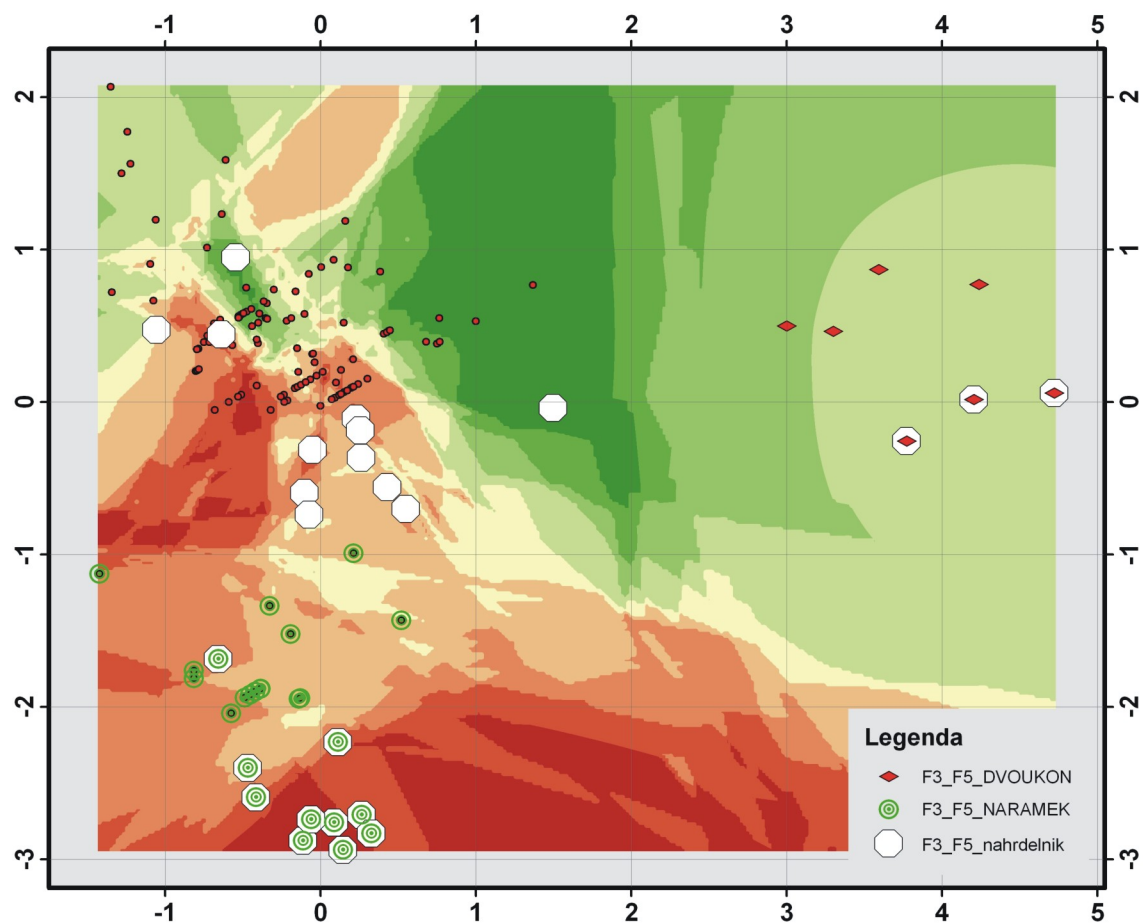 -1 0 1 2 3 4 5
2 2
1 1
0 0
-1 -1
-2 -2
Legenda
F3_F5_DVOUKON
F3_F5_NARAMEK
F3_F5_nahrdelnik
-3 -3
-1 0 1 2 3 4 5